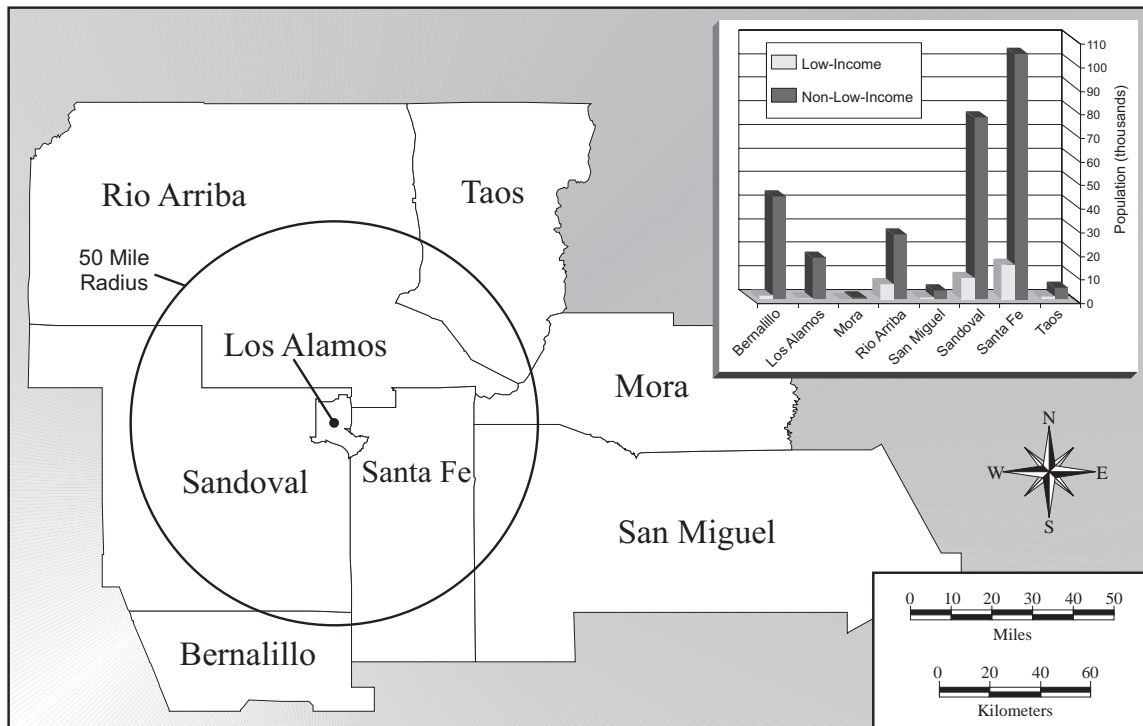 Rio Arriba
Taos
50 Mile
Radius
Los Alamos
Mora
Sandoval
Santa Fe
San Miguel
Bernalillo
Low-Income
Non-Low-Income
110
100
90
80
70
60
50
40
30
20
10
0
Population (thousands)
Bernalillo
Los Alamos
Mora
Rio Arriba
San Miguel
Sandoval
Santa Fe
Taos
N
W E
S
0 10 20 30 40 50
Miles
0 20 40 60
Kilometers